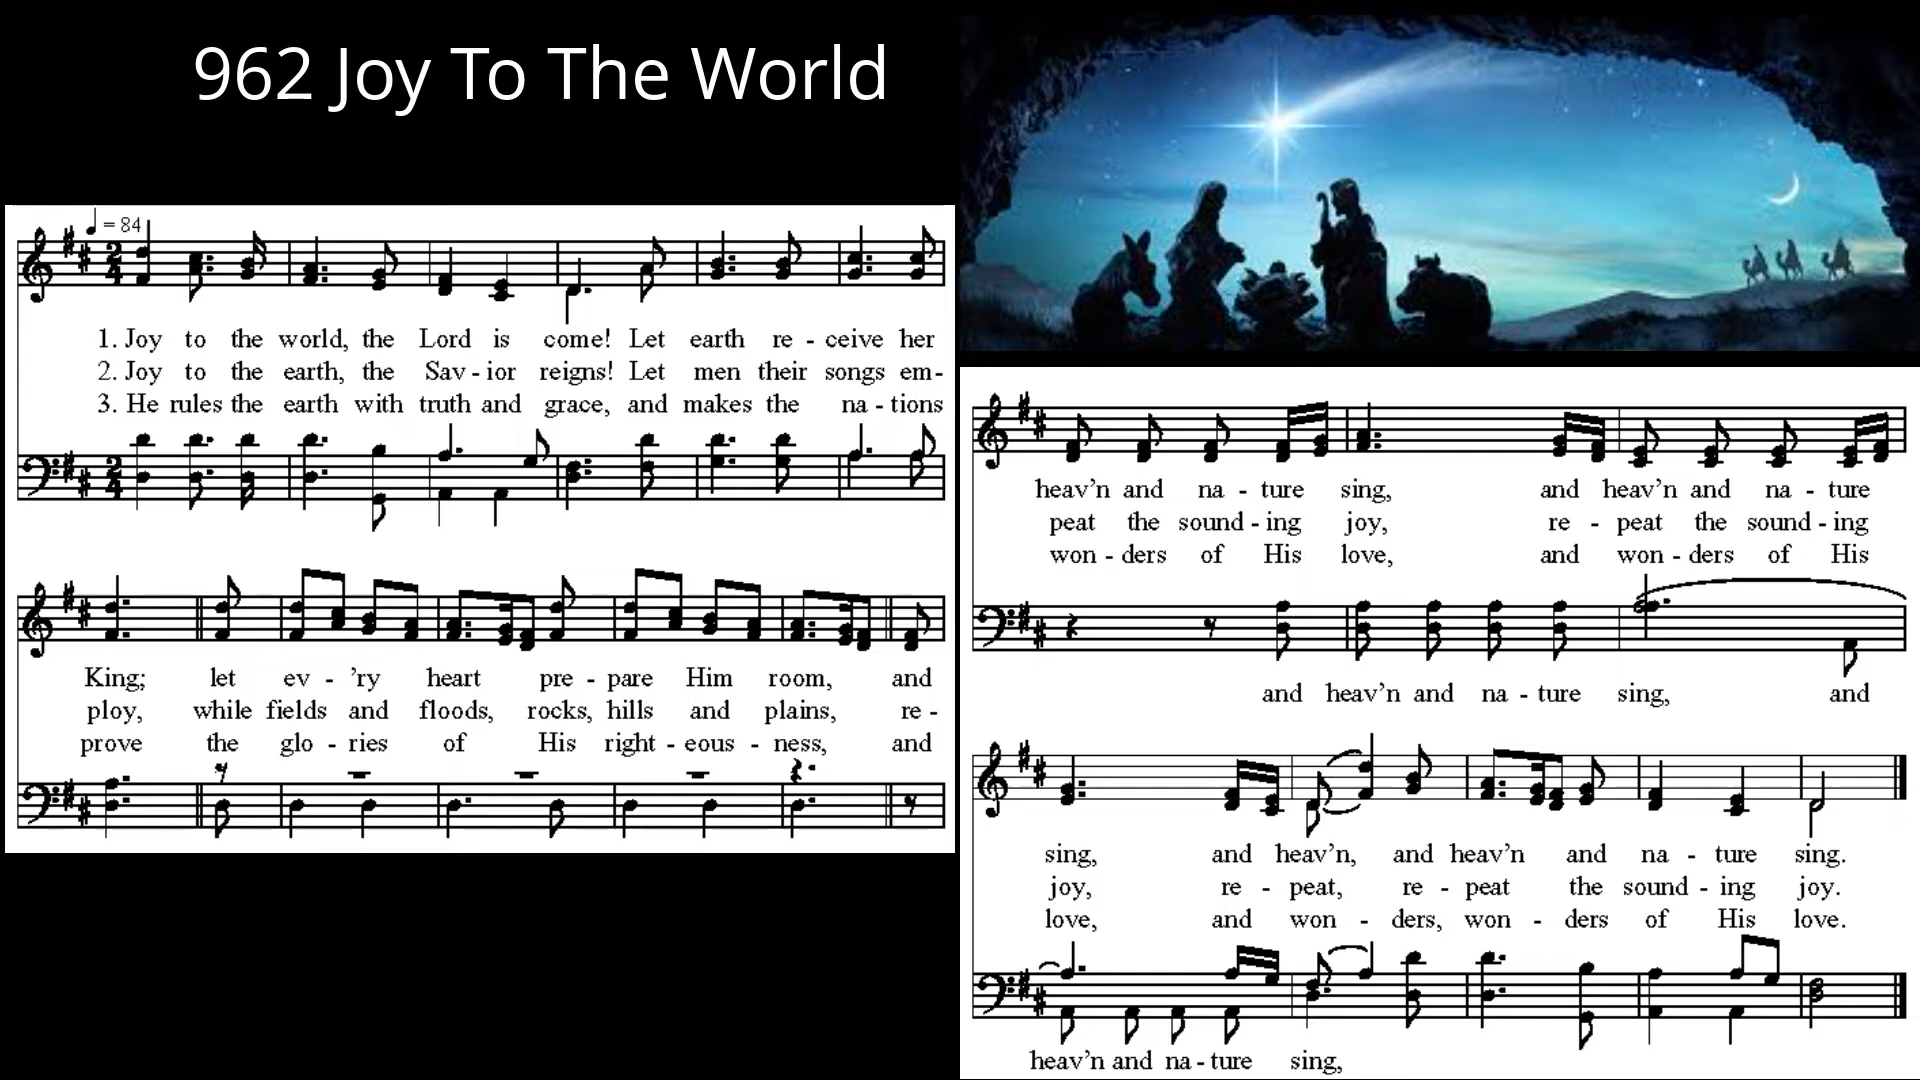 962 Joy To The World
= 84
2
4
1. Joy to the world, the Lord is come! Let earth re - ceive her
2. Joy to the earth, the Sav - ior reigns! Let men their songs em-
3. He rules the earth with truth and grace, and makes the na - tions
2
4
King; let ev - 'ry heart pre - pare Him room, and
ploy, while fields and floods, rocks, hills and plains, re -
prove the glo - ries of His right - eous - ness, and
heav'n and na - ture sing, and heav'n and na - ture
peat the sound - ing joy, re - peat the sound - ing
won - ders of His love, and won - ders of His
and heav'n and na - ture sing, and
sing, and heav'n, and heav'n and na - ture sing.
joy, re - peat, re - peat the sound - ing joy.
love, and won - ders, won - ders of His love.
heav'n and na - ture sing,